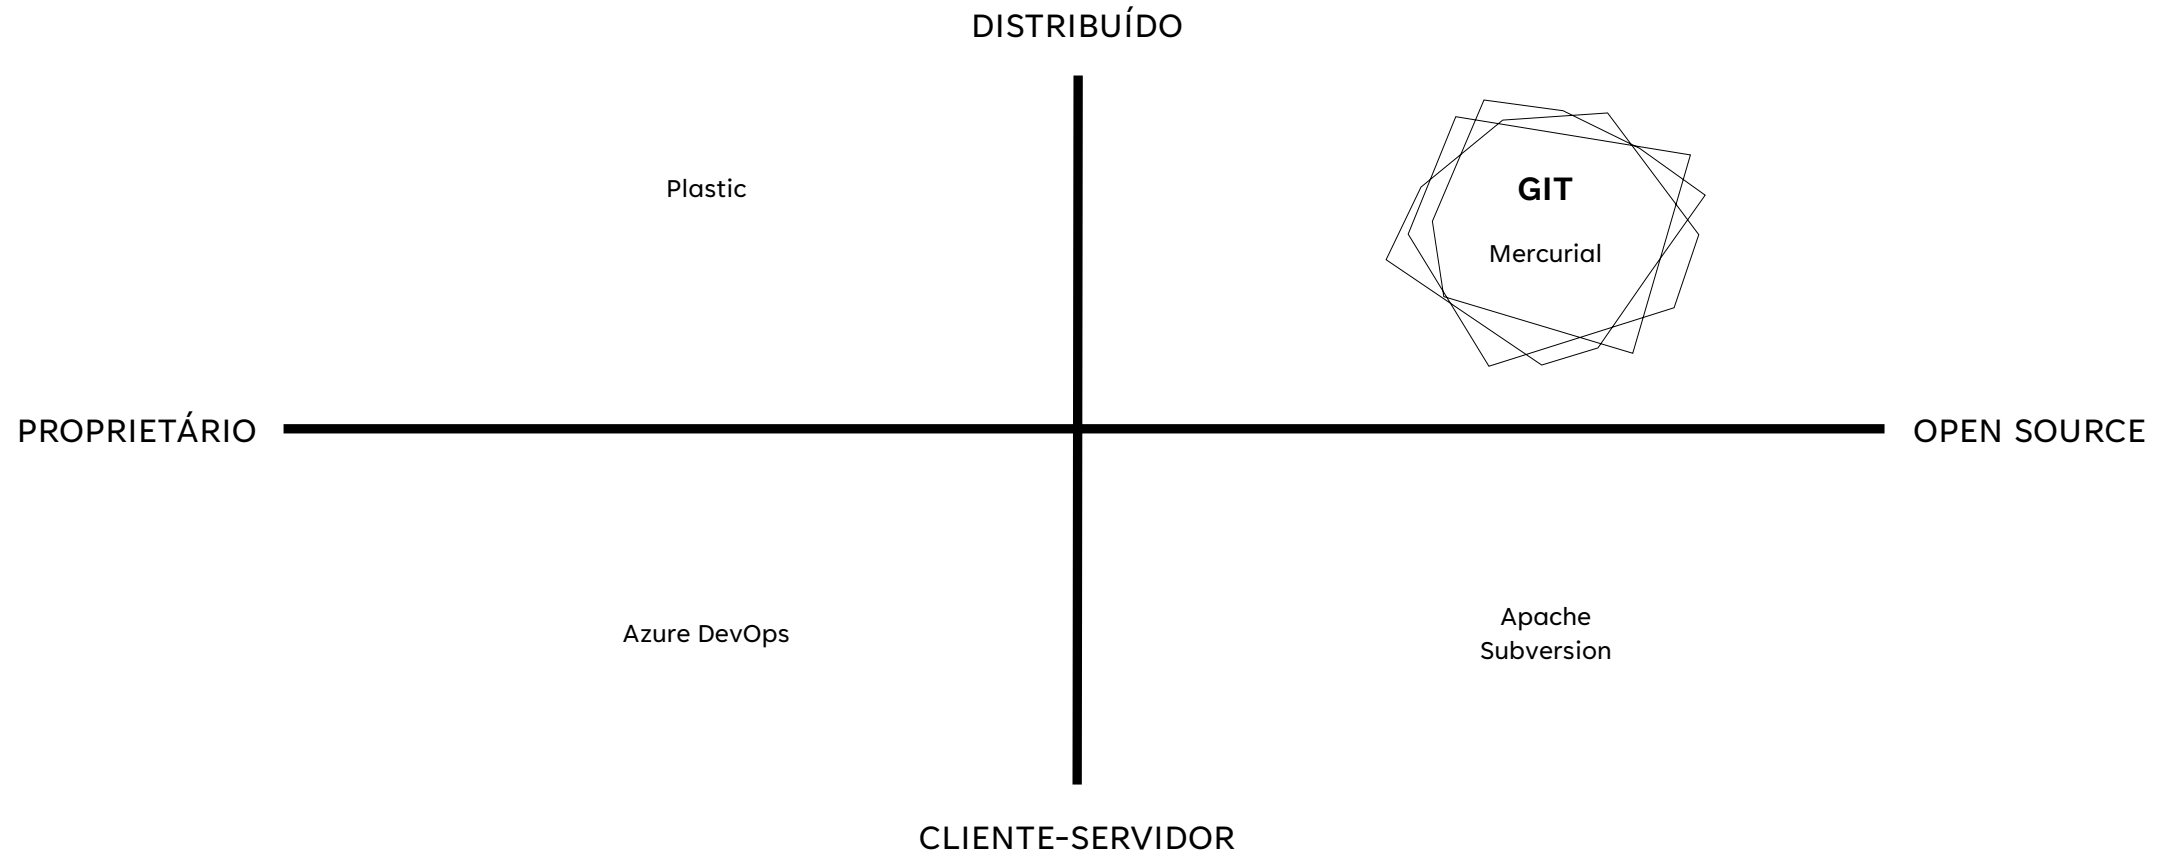 DISTRIBUÍDO
Plastic
GIT
Mercurial
PROPRIETÁRIO
OPEN SOURCE
Azure DevOps
Apache
Subversion
CLIENTE-SERVIDOR